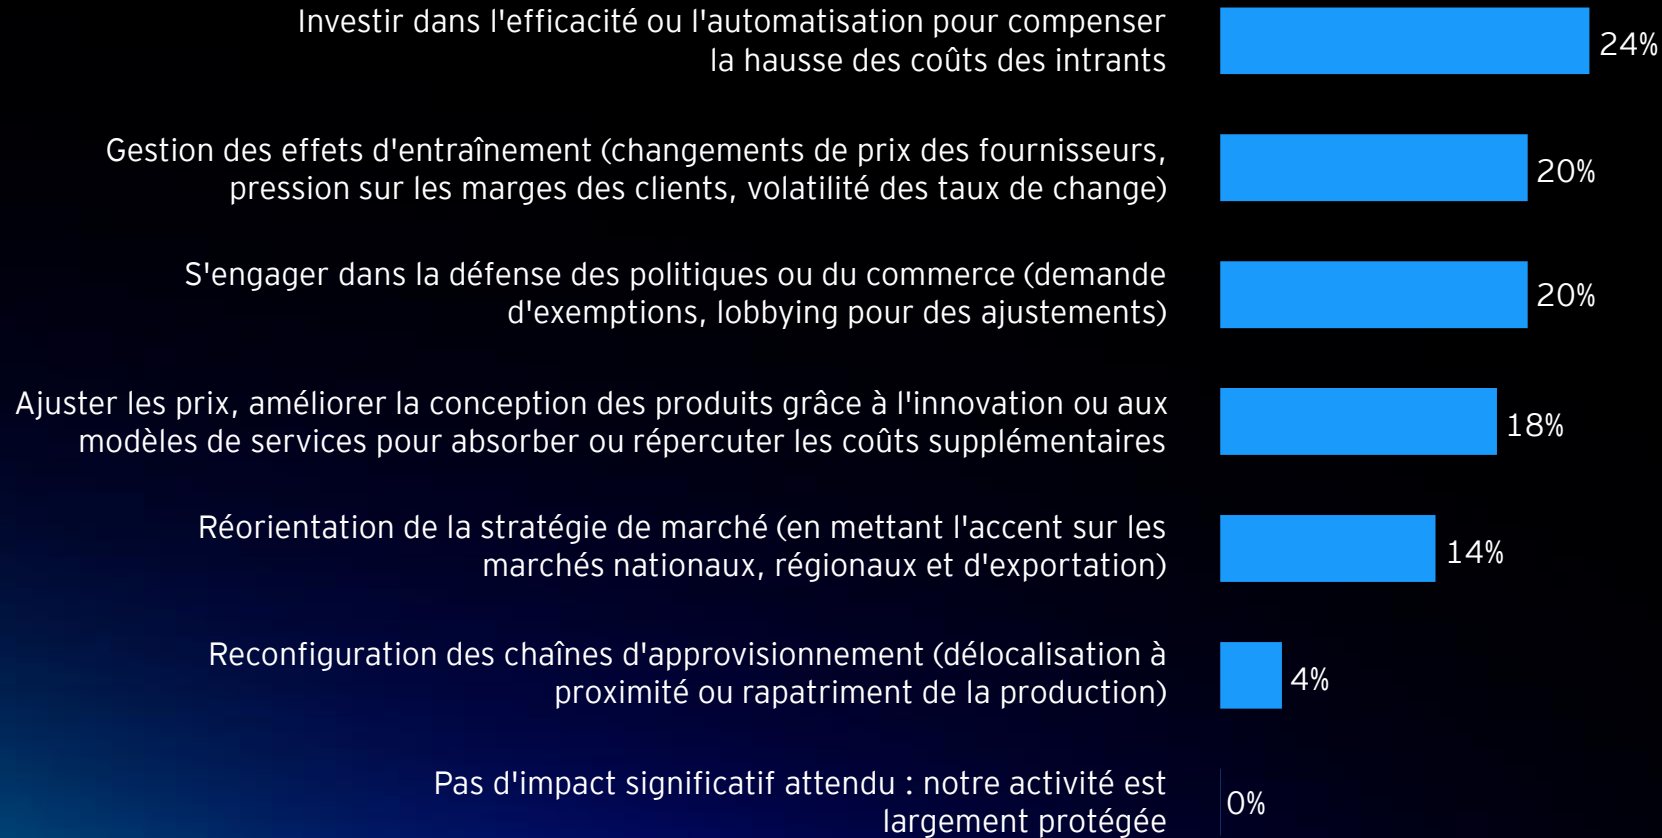 Investir dans l'efficacité ou l'automatisation pour compenser
la hausse des coûts des intrants
24%
Gestion des effets d'entraînement (changements de prix des fournisseurs,
pression sur les marges des clients, volatilité des taux de change)
20%
S'engager dans la défense des politiques ou du commerce (demande
d'exemptions, lobbying pour des ajustements)
20%
Ajuster les prix, améliorer la conception des produits grâce à l'innovation ou aux
modèles de services pour absorber ou répercuter les coûts supplémentaires
18%
Réorientation de la stratégie de marché (en mettant l'accent sur les
marchés nationaux, régionaux et d'exportation)
14%
Reconfiguration des chaînes d'approvisionnement (délocalisation à
proximité ou rapatriment de la production)
4%
Pas d'impact significatif attendu : notre activité est
largement protégée
0%